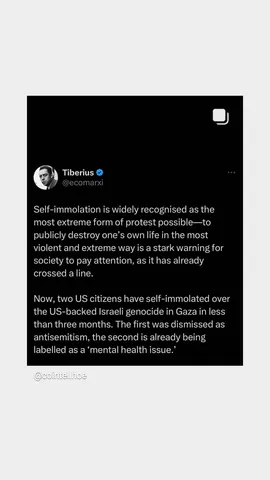 Tiberius
@ecomarxi
Self-immolation is widely recognised as the
most extreme form of protest possible—to
publicly destroy one's own life in the most
violent and extreme way is a stark warning for
society to pay attention, as it has already
crossed a line.
Now, two US citizens have self-immolated over
the US-backed Israeli genocide in Gaza in less
than three months. The first was dismissed as
antisemitism, the second is already being
labelled as a ‘mental health issue.’